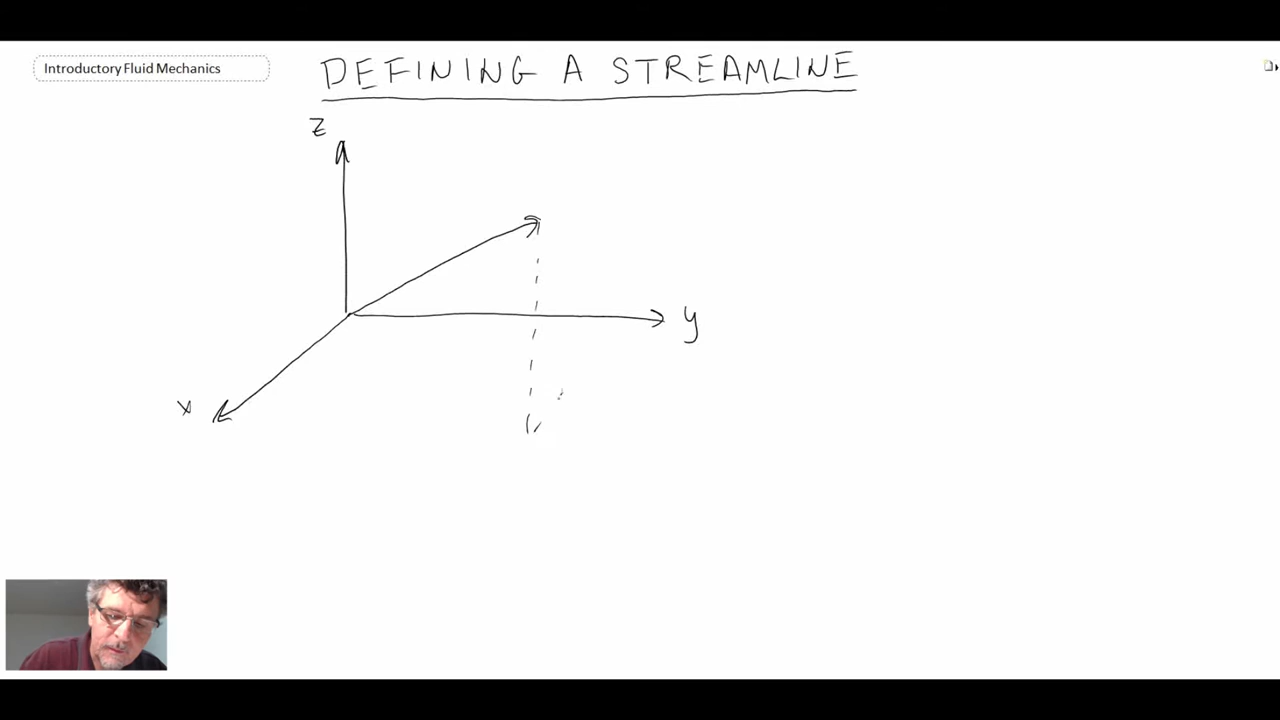 Introductory Fluid Mechanics
DEFINING A STREAMLINE
z
y
x